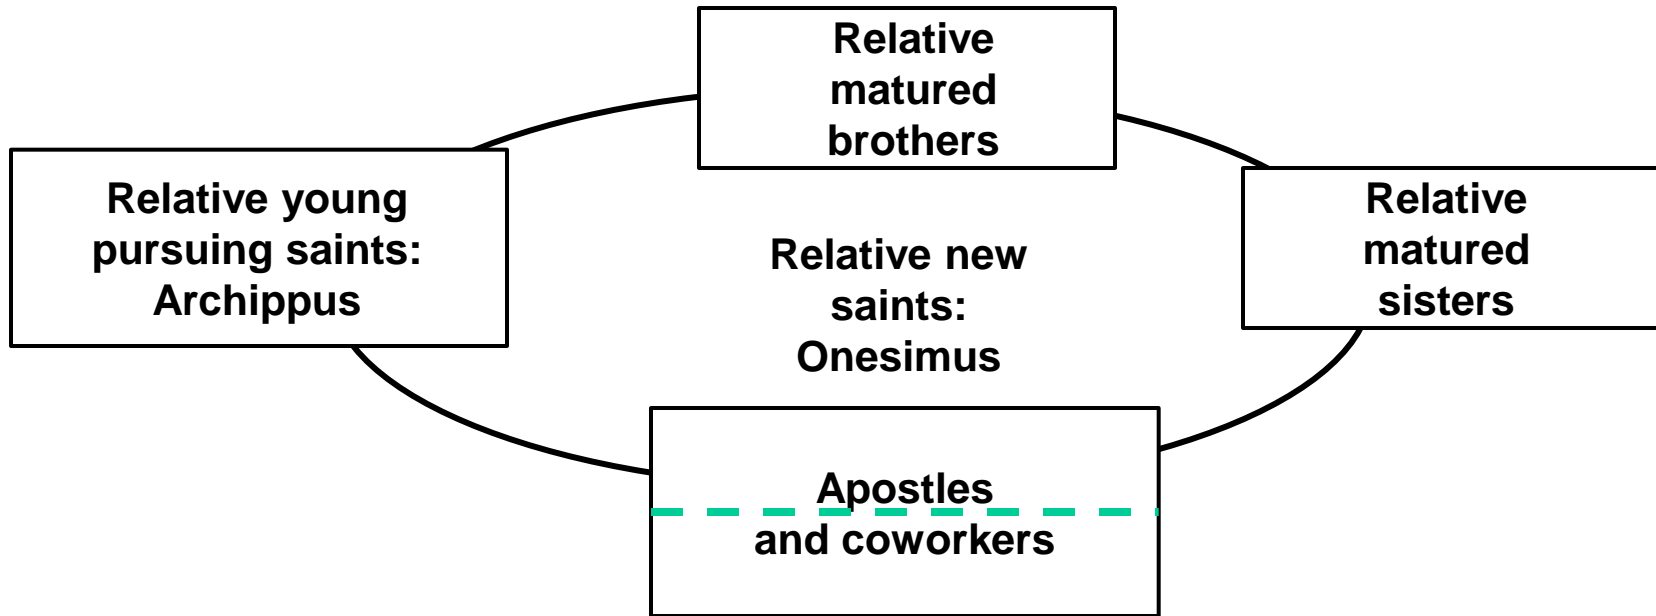 Relative
matured
brothers
Relative young
pursuing saints:
Archippus
Relative
matured
sisters
Relative new
saints:
Onesimus
Apostles
and coworkers